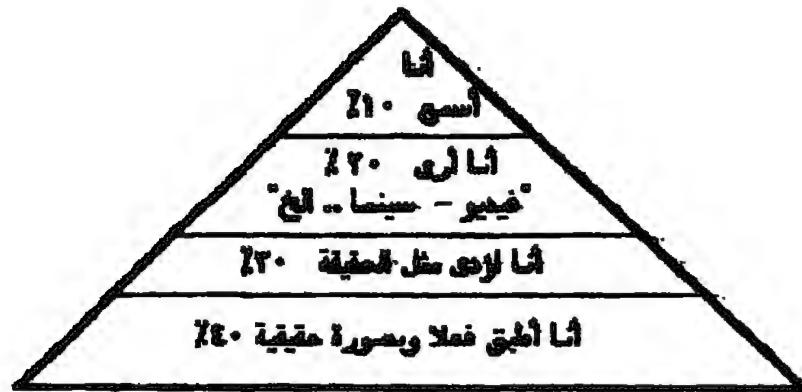 أنا
أسمع ١٠٪
أنا أرى ٢٠٪
"فيديو - سينما .. الخ"
أنا أؤدى مثل الحقيقة ٣٠٪
أنا أطبق فعلا وبصورة حقيقية ٤٠٪